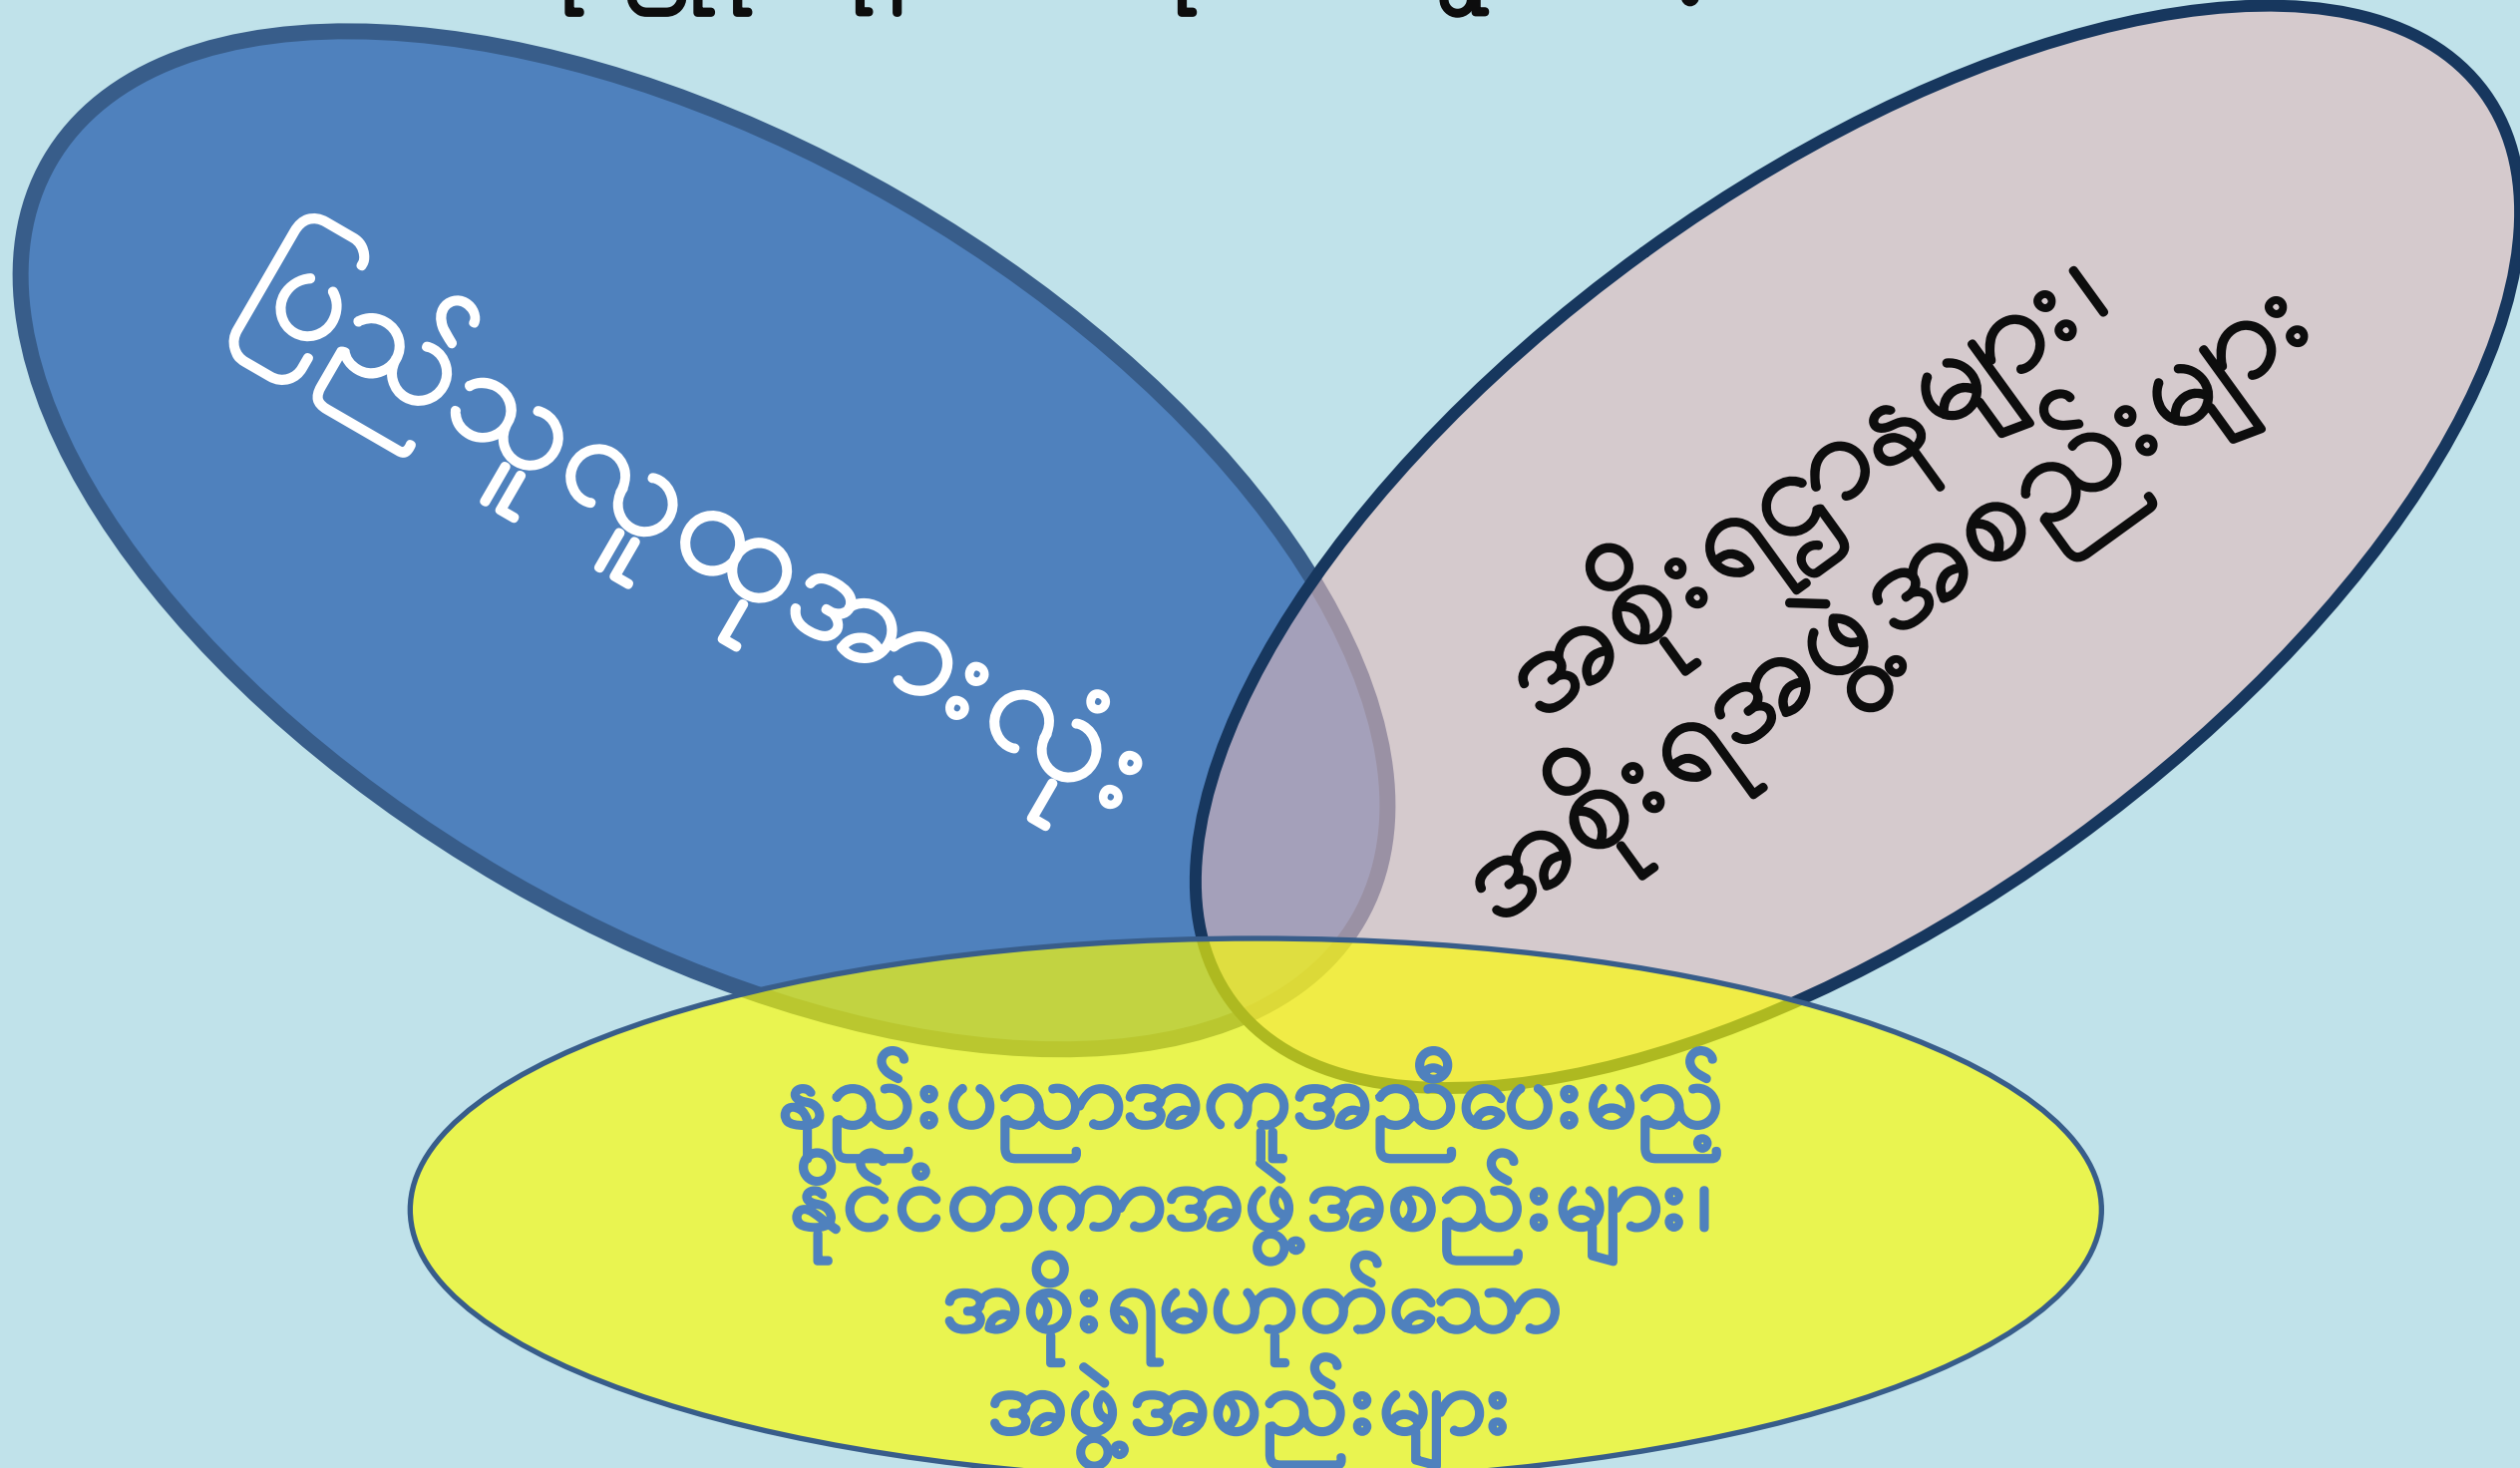 ပြည်သူလူထုအားလုံး
အစိုးရဌာနများ၊
အစိုးရအဖွဲ့အစည်းများ
နည်းပညာအကူအညီပေးမည့်
နိုင်ငံတကာအဖွဲ့အစည်းများ၊
အစိုးရမဟုတ်သော
အဖွဲ့အစည်းများ